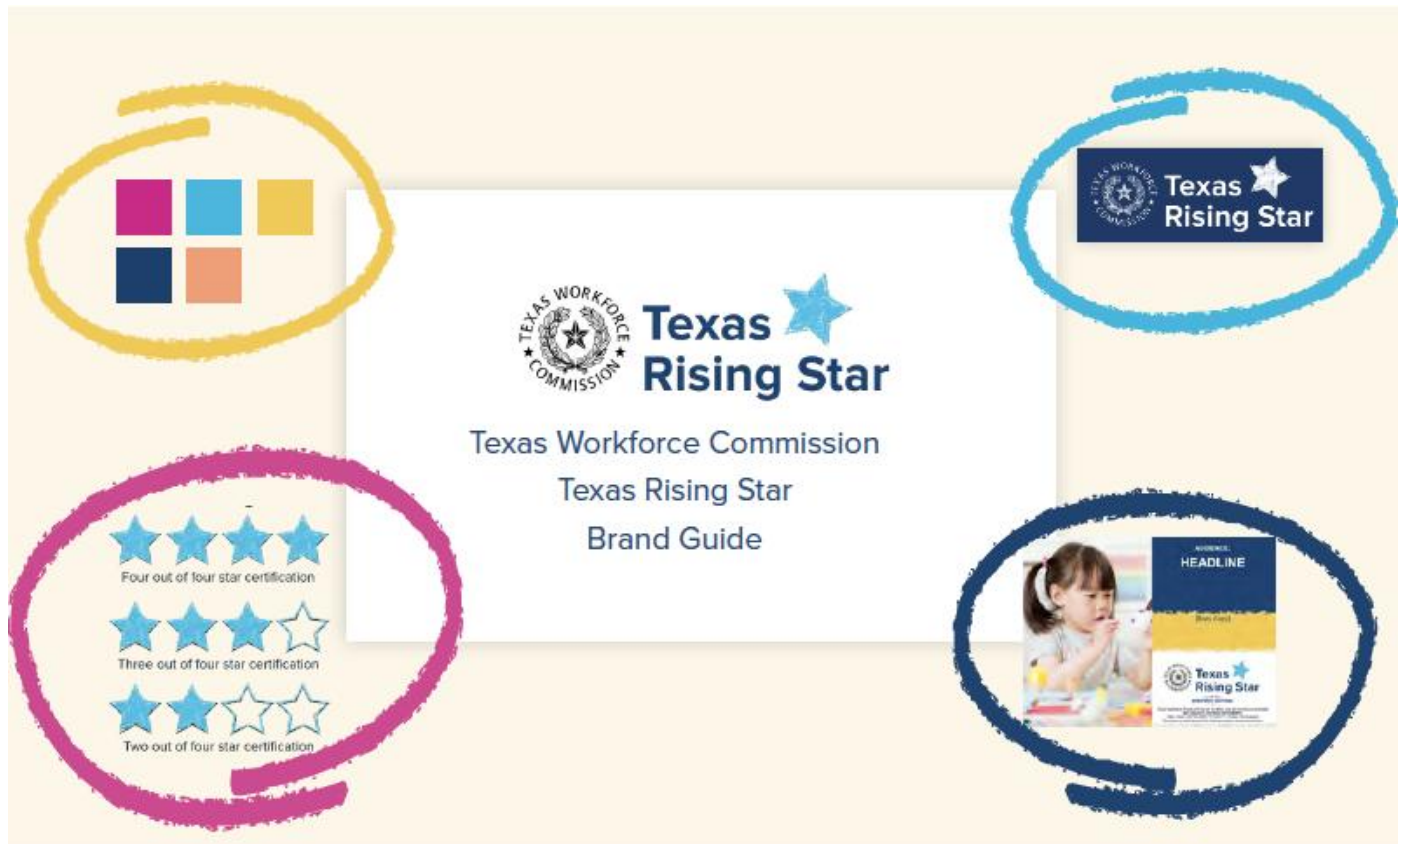 TEXAS WORKFORCE COMMISSION
Texas
Rising Star
Texas Workforce Commission
Texas Rising Star
Brand Guide
TEXAS WORKFORCE COMMISSION
Texas
Rising Star
Four out of four star certification
Three out of four star certification
Two out of four star certification
HEADLINE
Texas
Rising Star